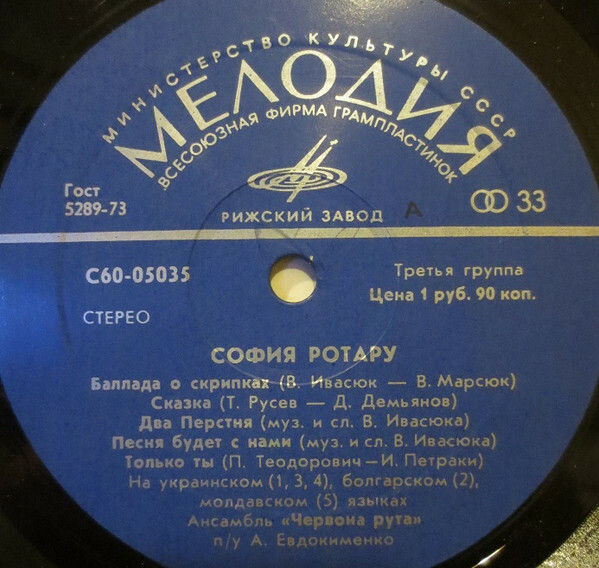 МИНИСТЕРСТВО КУЛЬТУРЫ СССР
МЕЛОДИЯ
ВСЕСОЮЗНАЯ ФИРМА ГРАМПЛАСТИНОК
Гост
5289-73
РИЖСКИЙ ЗАВОД
А
33
С60-05035
Третья группа
Цена 1 руб. 90 коп.
СТЕРЕО
СОФИЯ РОТАРУ
Баллада о скрипках (В. Ивасюк — В. Марсюк)
Сказка (Т. Русев — Д. Демьянов)
Два Перстня (муз. и сл. В. Ивасюка)
Песня будет с нами (муз. и сл. В. Ивасюка)
Только ты (П. Теодорович — И. Петраки)
На украинском (1, 3, 4), болгарском (2),
молдавском (5) языках
Ансамбль «Червона рута»
п/у А. Евдокименко